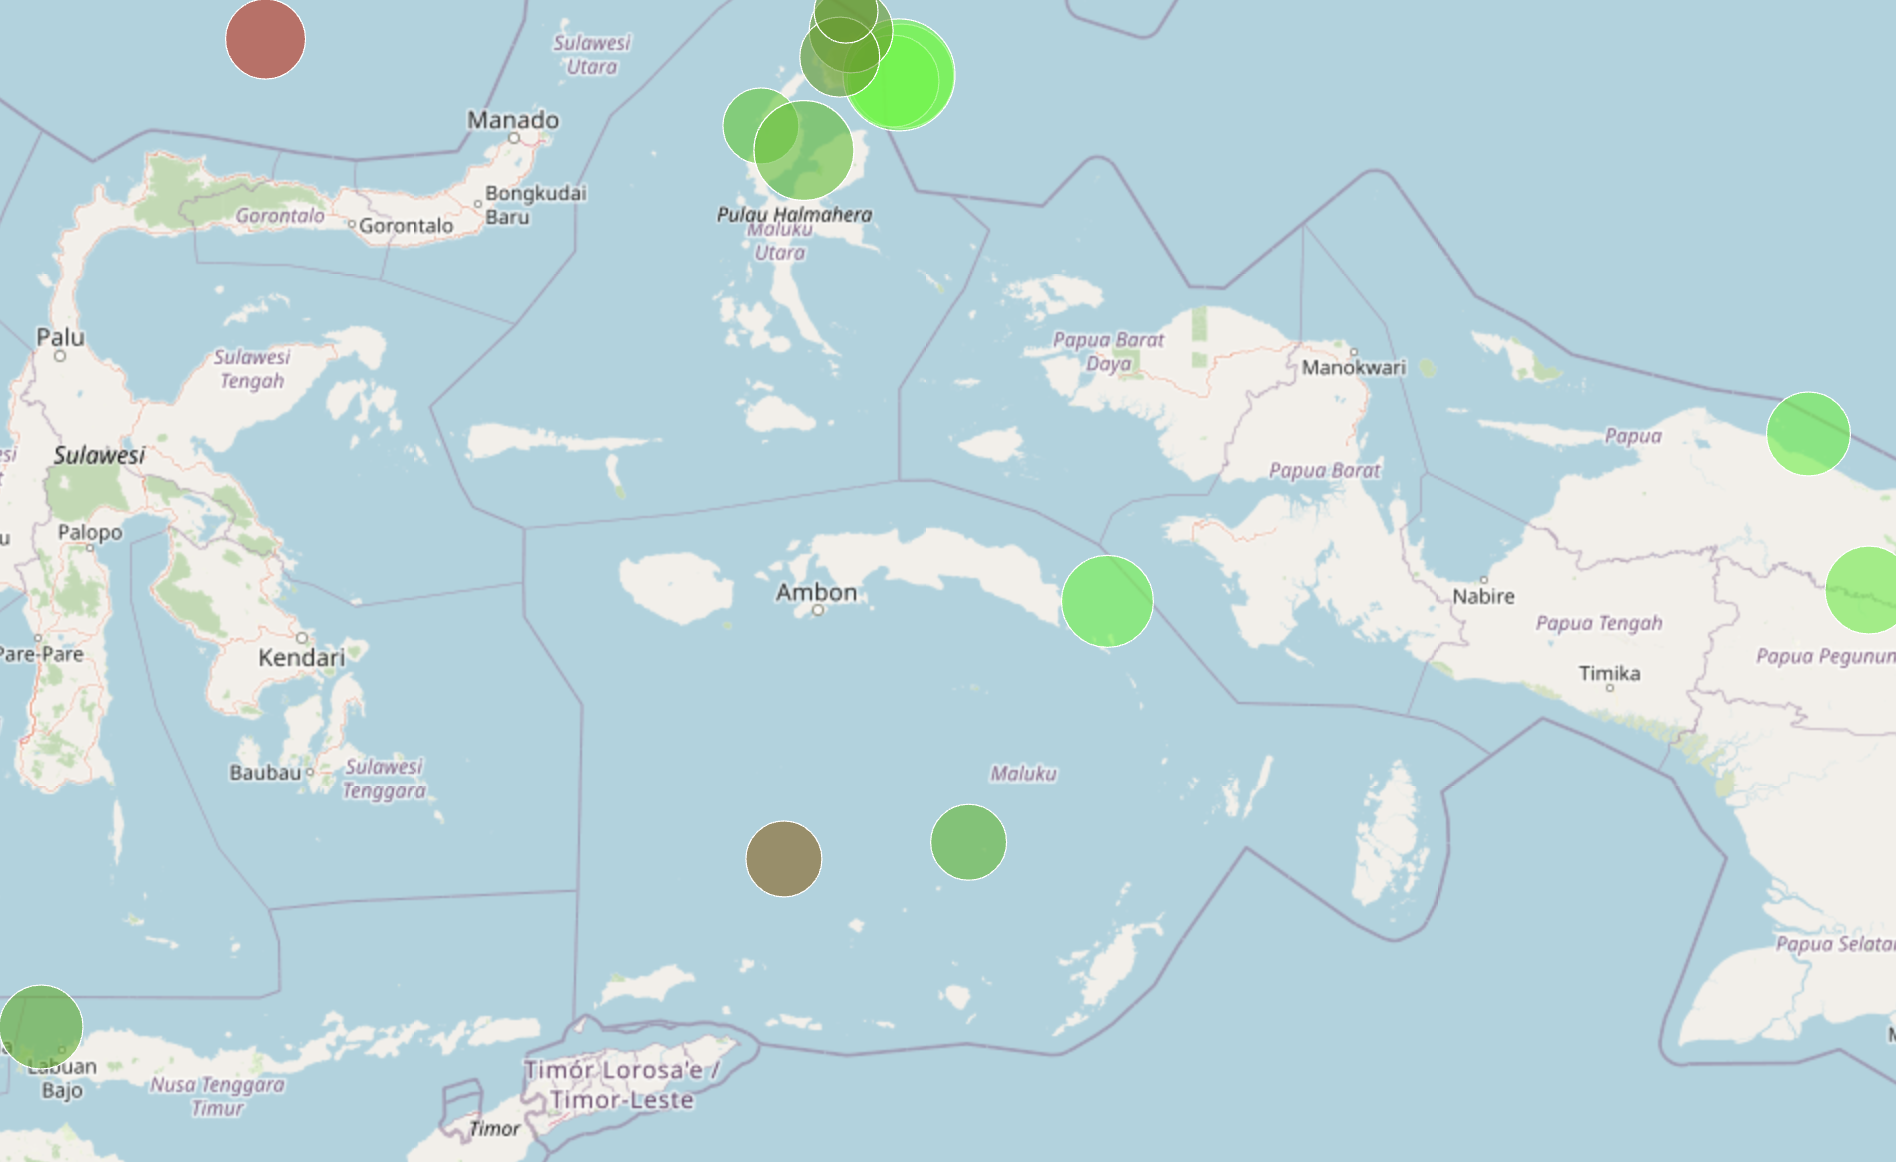 Sulawesi
Utara
Manado
Bongkudai
Baru
Gorontalo
Gorontalo
Pulau Halmahera
Maluku
Utara
Palu
Sulawesi
Tengah
Papua Barat
Daya
Manokwari
Sulawesi
Papua
Papua Barat
Palopo
Ambon
Nabire
Papua Tengah
Pare-Pare
Kendari
Papua Pegunun
Timika
Baubau
Sulawesi
Tenggara
Maluku
Papua Selata
Labuan
Bajo
Nusa Tenggara
Timur
Timór Lorosa'e /
Timor-Leste
Timor